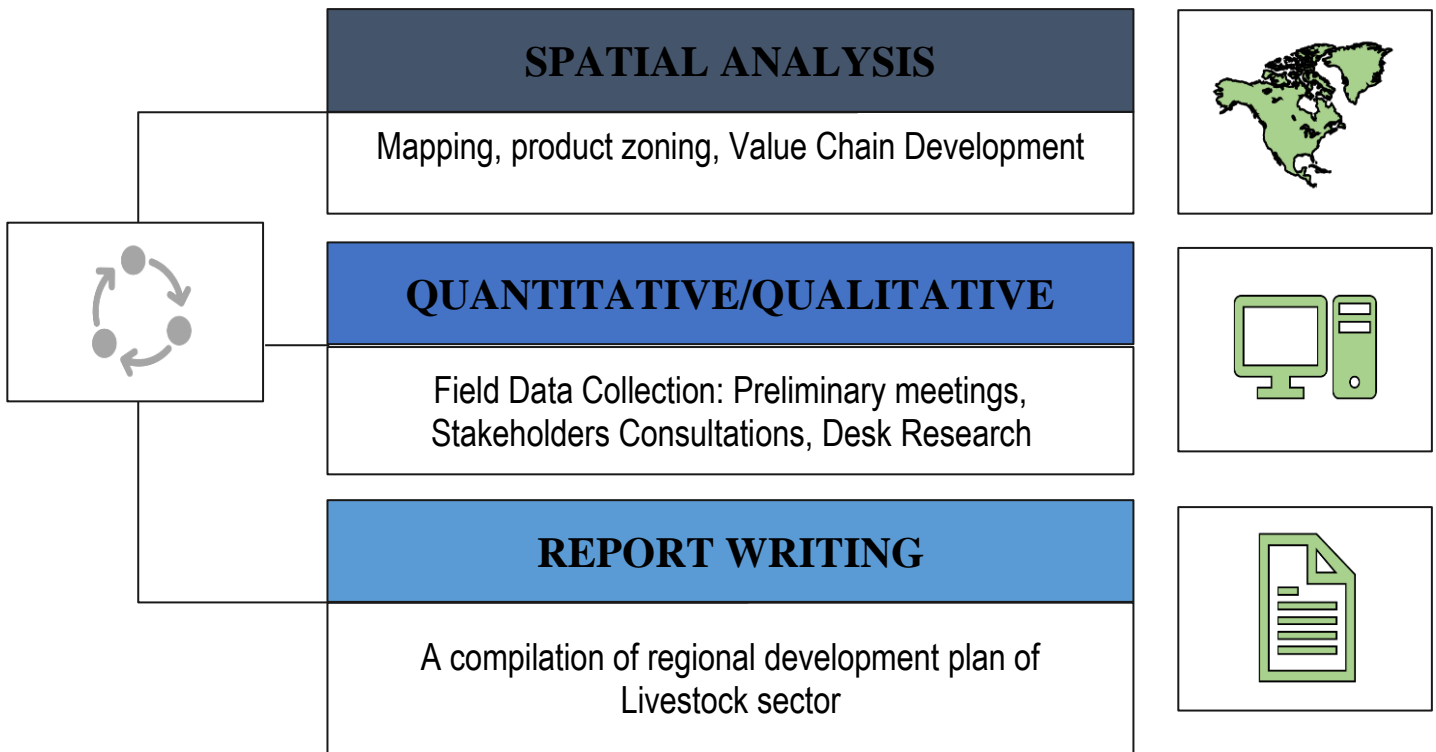 SPATIAL ANALYSIS
Mapping, product zoning, Value Chain Development
QUANTITATIVE/QUALITATIVE
Field Data Collection: Preliminary meetings,
Stakeholders Consultations, Desk Research
REPORT WRITING
A compilation of regional development plan of
Livestock sector